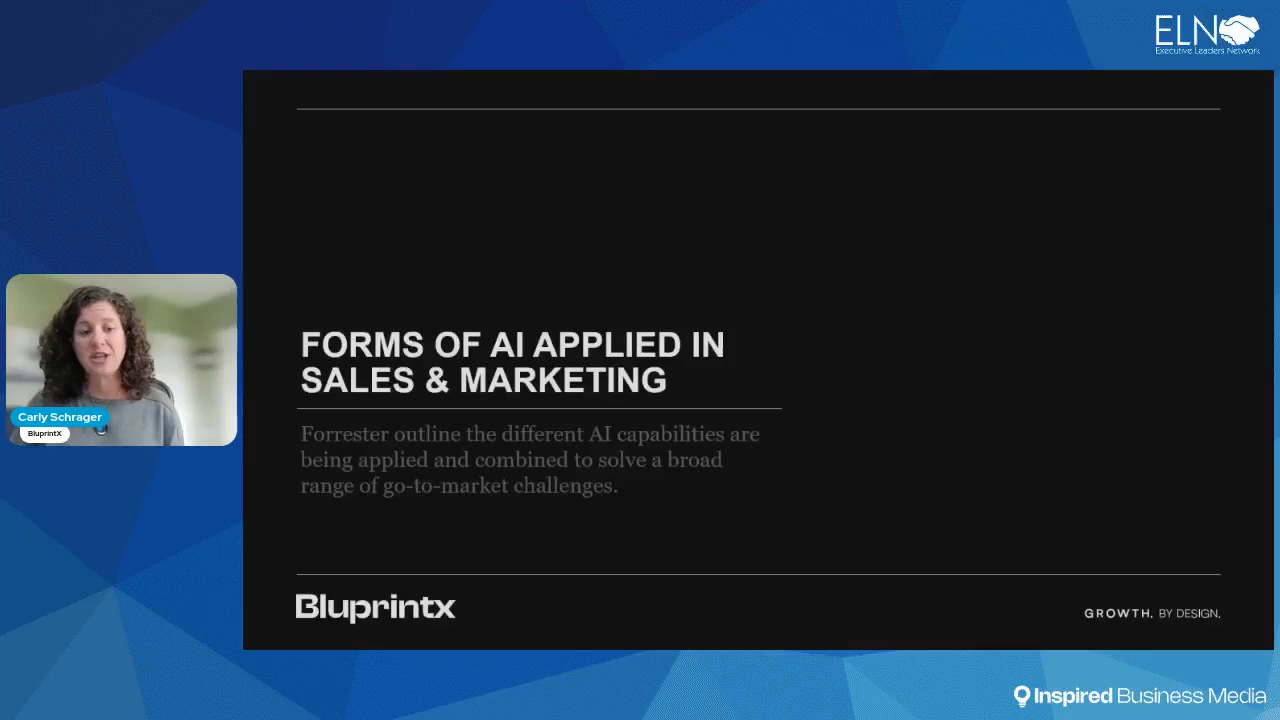 ELN
Executive Leaders Network
FORMS OF AI APPLIED IN
SALES & MARKETING
Forrester outline the different AI capabilities are
being applied and combined to solve a broad
range of go-to-market challenges.
Carly Schrager
BluprintX
Bluprintx
GROWTH. BY DESIGN.
Inspired Business Media